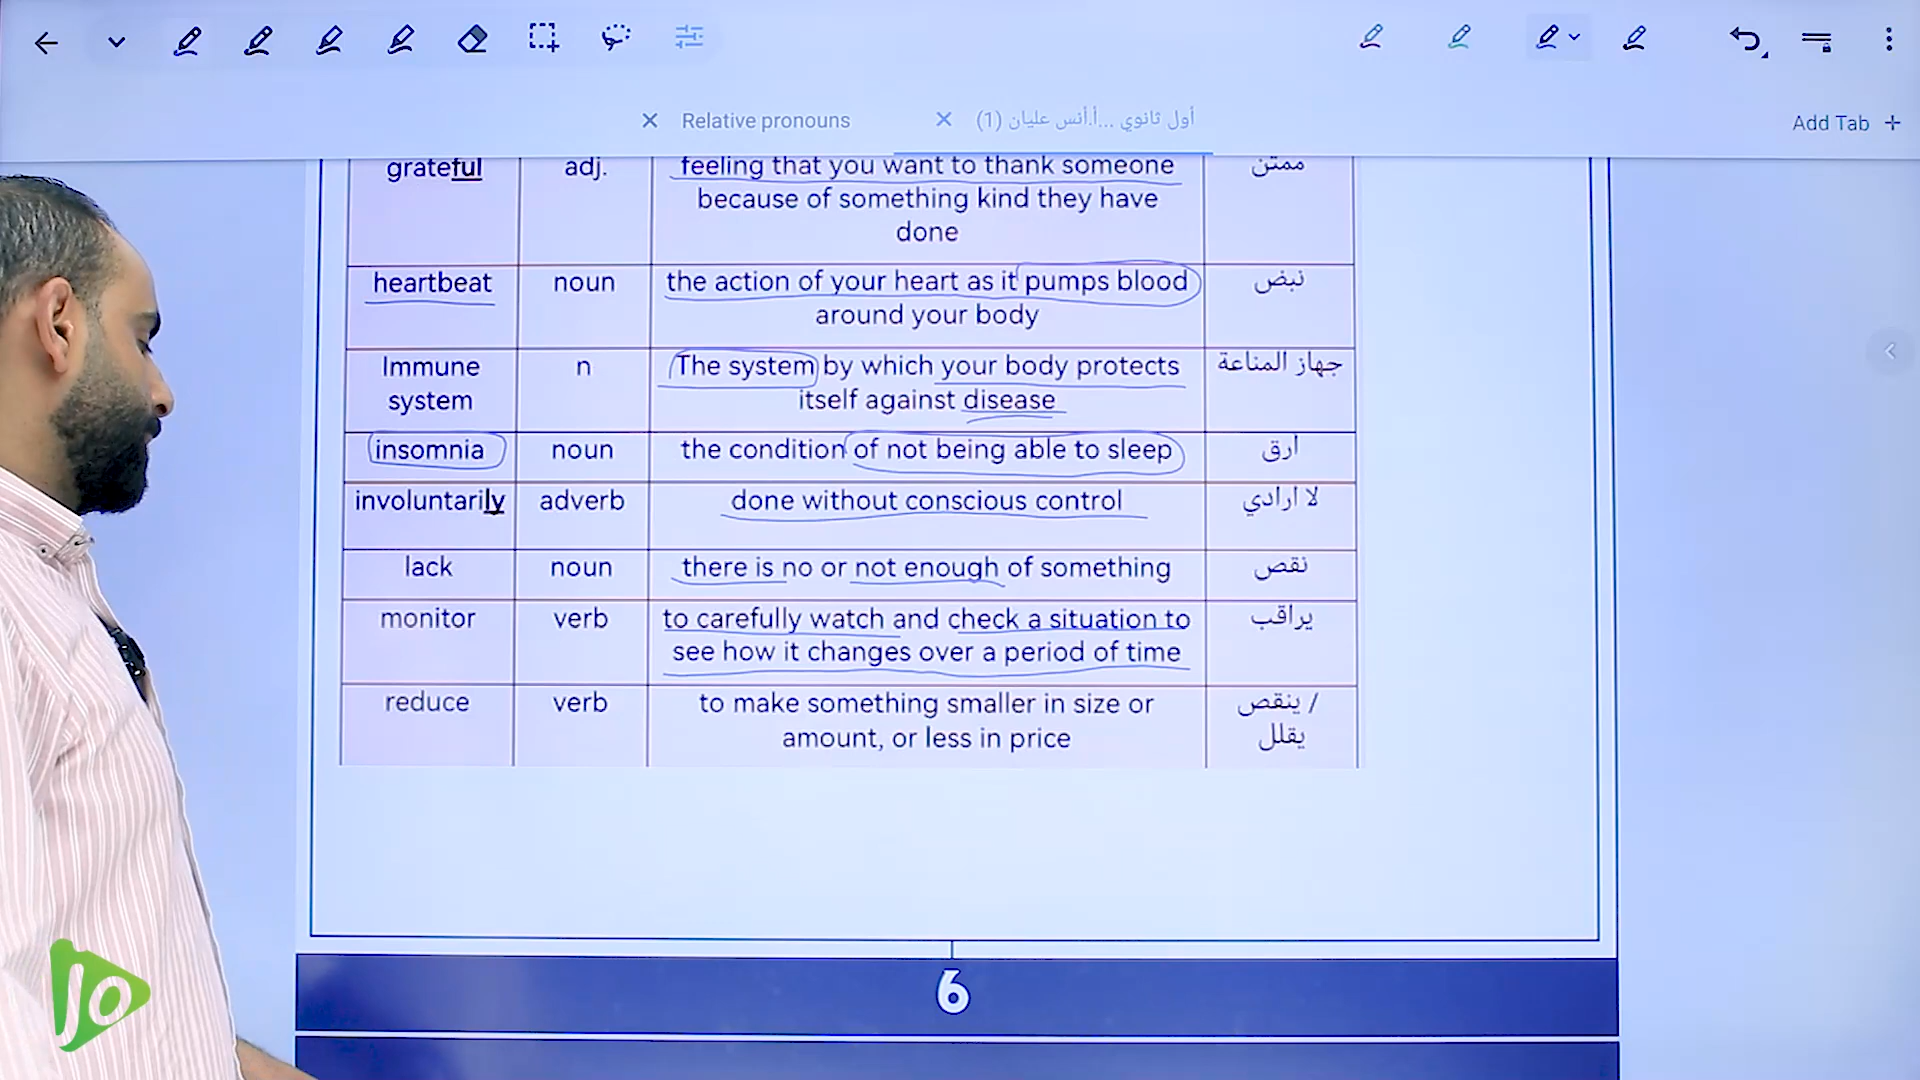 Relative pronouns
أول ثانوي ...أ.أنس عليان (1)
Add Tab
grateful adj. feeling that you want to thank someone ممتن
because of something kind they have
done
heartbeat noun the action of your heart as it pumps blood نبض
around your body
Immune n The system by which your body protects جهاز المناعة
system itself against disease
insomnia noun the condition of not being able to sleep ارق
involuntarily adverb done without conscious control لا ارادي
lack noun there is no or not enough of something نقص
monitor verb to carefully watch and check a situation to يراقب
see how it changes over a period of time
reduce verb to make something smaller in size or ينقص /
amount, or less in price يقلل
6
JO